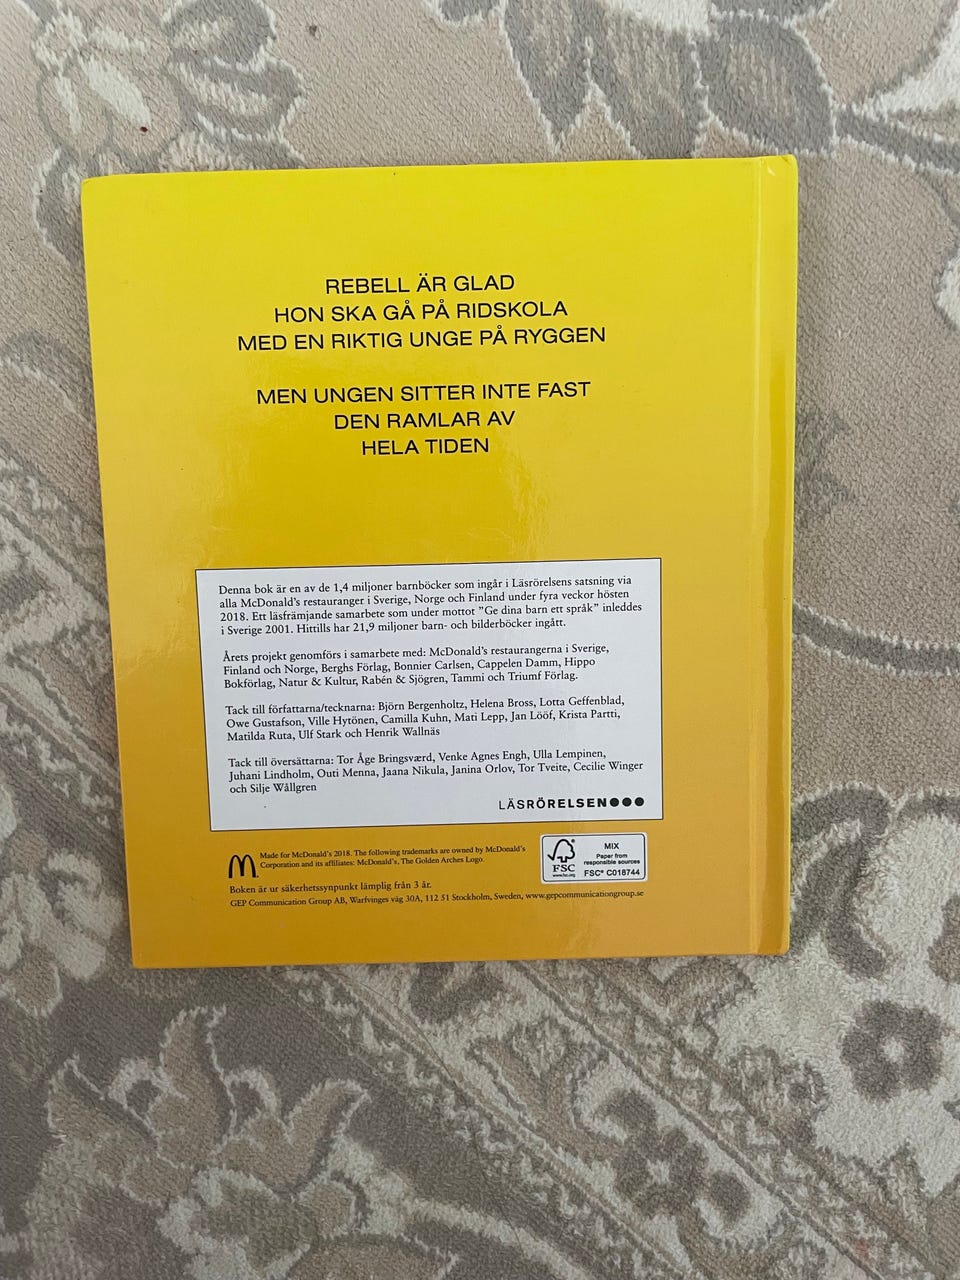 REBELL ÄR GLAD
HON SKA GÅ PÅ RIDSKOLA
MED EN RIKTIG UNGE PÅ RYGGEN
MEN UNGEN SITTER INTE FAST
DEN RAMLAR AV
HELA TIDEN
Denna bok är en av de 1,4 miljoner barnböcker som ingår i Läsrörelsens satsning via
alla McDonald's restauranger i Sverige, Norge och Finland under fyra veckor hösten
2018. Ett läsfrämjande samarbete som under mottot "Ge dina barn ett språk" inleddes
i Sverige 2001. Hittills har 21,9 miljoner barn- och bilderböcker ingått.
Årets projekt genomförs i samarbete med: McDonald's restaurangerna i Sverige,
Finland och Norge, Berghs Förlag, Bonnier Carlsen, Cappelen Damm, Hippo
Bokförlag, Natur & Kultur, Rabén & Sjögren, Tammi och Triumf Förlag.
Tack till författarna/tecknarna: Björn Bergenholtz, Helena Bross, Lotta Geffenblad,
Owe Gustafson, Ville Hytönen, Camilla Kuhn, Mati Lepp, Jan Lööf, Krista Partti,
Matilda Ruta, Ulf Stark och Henrik Wallnäs
Tack till översättarna: Tor Åge Bringsværd, Venke Agnes Engh, Ulla Lempinen,
Juhani Lindholm, Outi Menna, Jaana Nikula, Janina Orlov, Tor Tveite, Cecilie Winger
och Silje Wållgren
LÄSRÖRELSEN●●●
Made for McDonald's 2018. The following trademarks are owned by McDonald's
Corporation and its affiliates: McDonald's, The Golden Arches Logo.
Boken är ur säkerhetssynpunkt lämplig från 3 år.
GEP Communication Group AB, Warfvinges väg 30A, 112 51 Stockholm, Sweden, www.gepcommunicationgroup.se
FSC
www.fsc.org
MIX
Paper from
responsible sources
FSC® C018744